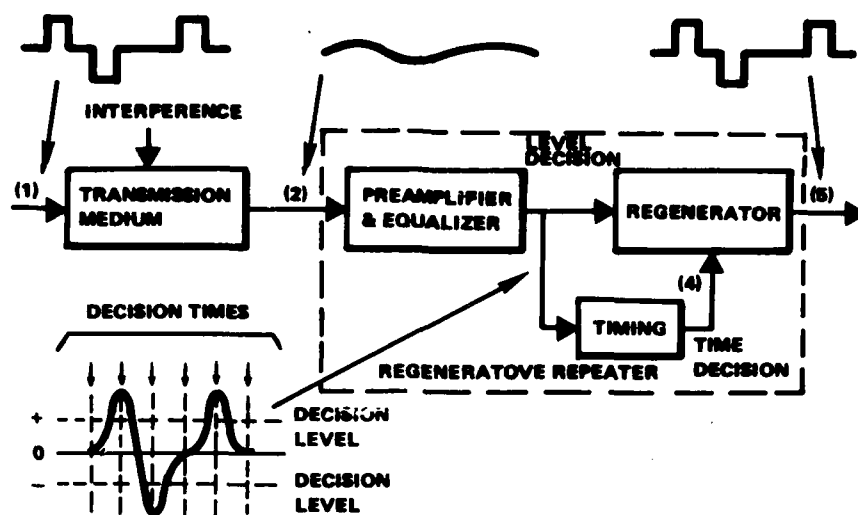 INTERFERENCE
(1)
TRANSMISSION
MEDIUM
(2)
LEVEL
DECISION
PREAMPLIFIER
& EQUALIZER
REGENERATOR
(5)
(4)
TIMING
TIME
DECISION
REGENERATOVE REPEATER
DECISION TIMES
+
DECISION
LEVEL
0
–
DECISION
LEVEL